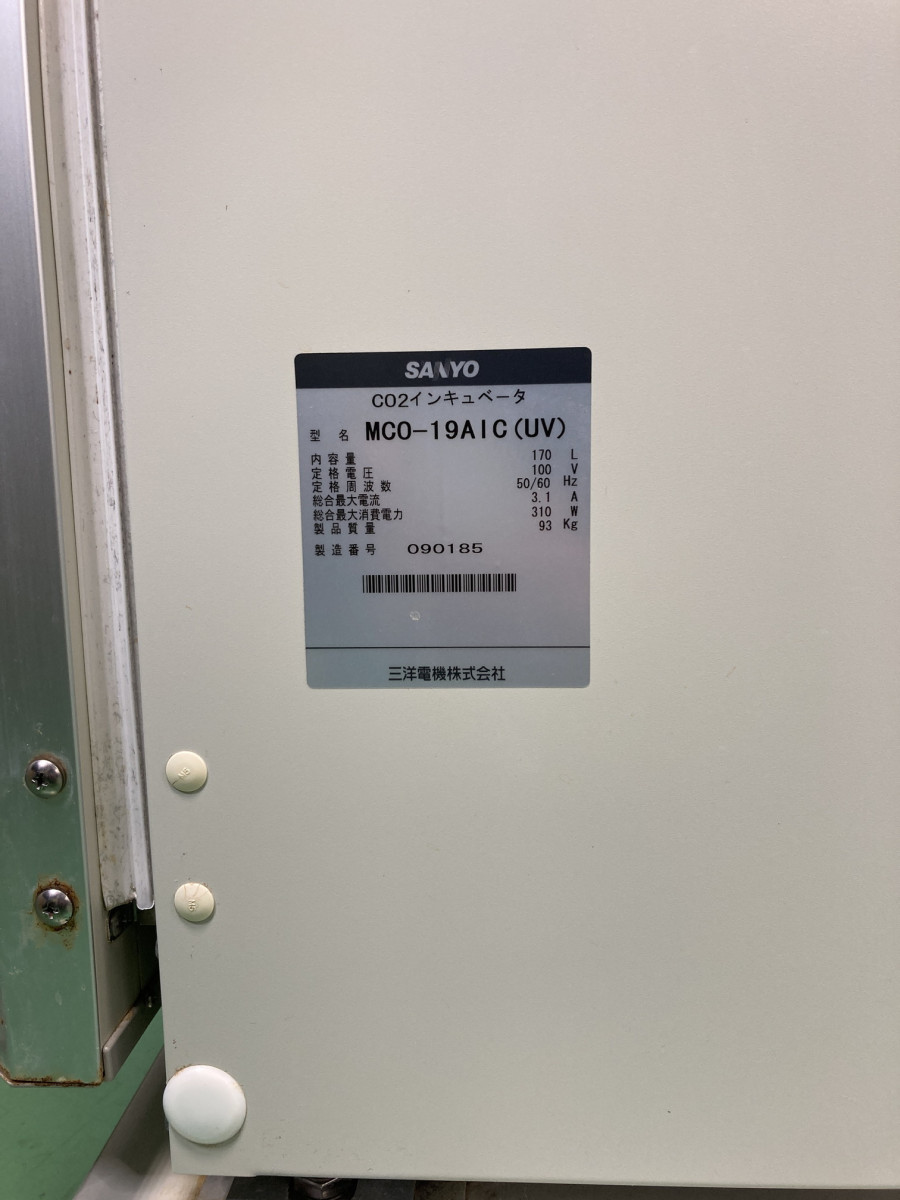 SANYO
CO2インキュベータ
型名 MCO-19AIC(UV)
内容量 170 L
定格電圧 100 V
定格周波数 50/60 Hz
総合最大電流 3.1 A
総合最大消費電力 310 W
製品質量 93 Kg
製造番号 090185
三洋電機株式会社